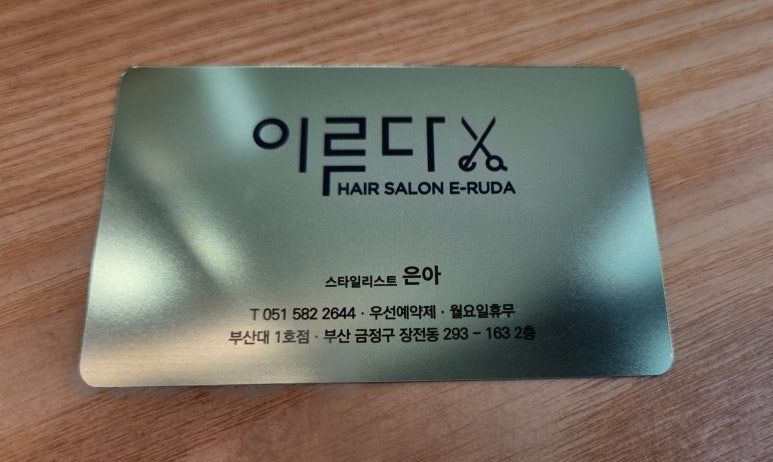 이루다
HAIR SALON E-RUDA
스타일리스트 은아
T 051 582 2644 · 우선예약제 · 월요일휴무
부산대 1호점 · 부산 금정구 장전동 293 - 163 2층